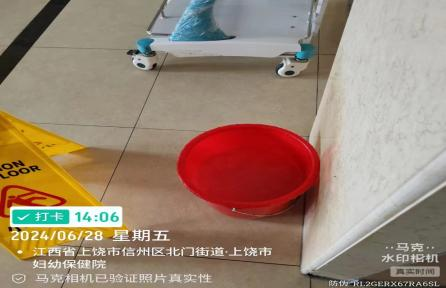 ION
FLOOR
打卡 14:06
2024/06/28 星期五
江西省上饶市信州区北门街道·上饶市
妇幼保健院
马克相机已验证照片真实性
马克
水印相机
真实时间
防伪 RL2GERX67RA6SL